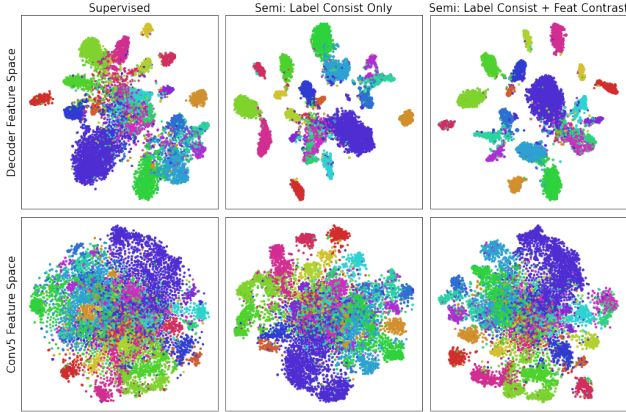 Supervised
Semi: Label Consist Only
Semi: Label Consist + Feat Contrast
Decoder Feature Space
Conv5 Feature Space